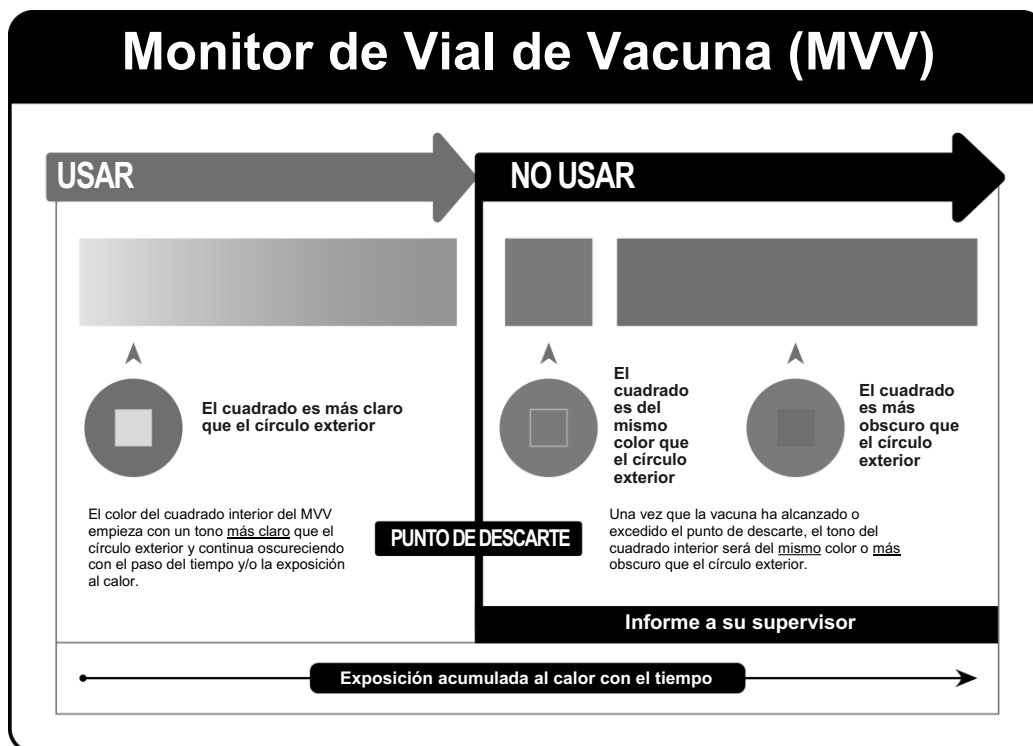 Monitor de Vial de Vacuna (MVV)
USAR
NO USAR
El cuadrado es más claro
que el círculo exterior
El
cuadrado
es del
mismo
color que
el círculo
exterior
El cuadrado
es más
obscuro que
el círculo
exterior
El color del cuadrado interior del MVV
empieza con un tono más claro que el
círculo exterior y continua oscureciendo
con el paso del tiempo y/o la exposición
al calor.
PUNTO DE DESCARTE
Una vez que la vacuna ha alcanzado o
excedido el punto de descarte, el tono del
cuadrado interior será del mismo color o más
obscuro que el círculo exterior.
Informe a su supervisor
Exposición acumulada al calor con el tiempo